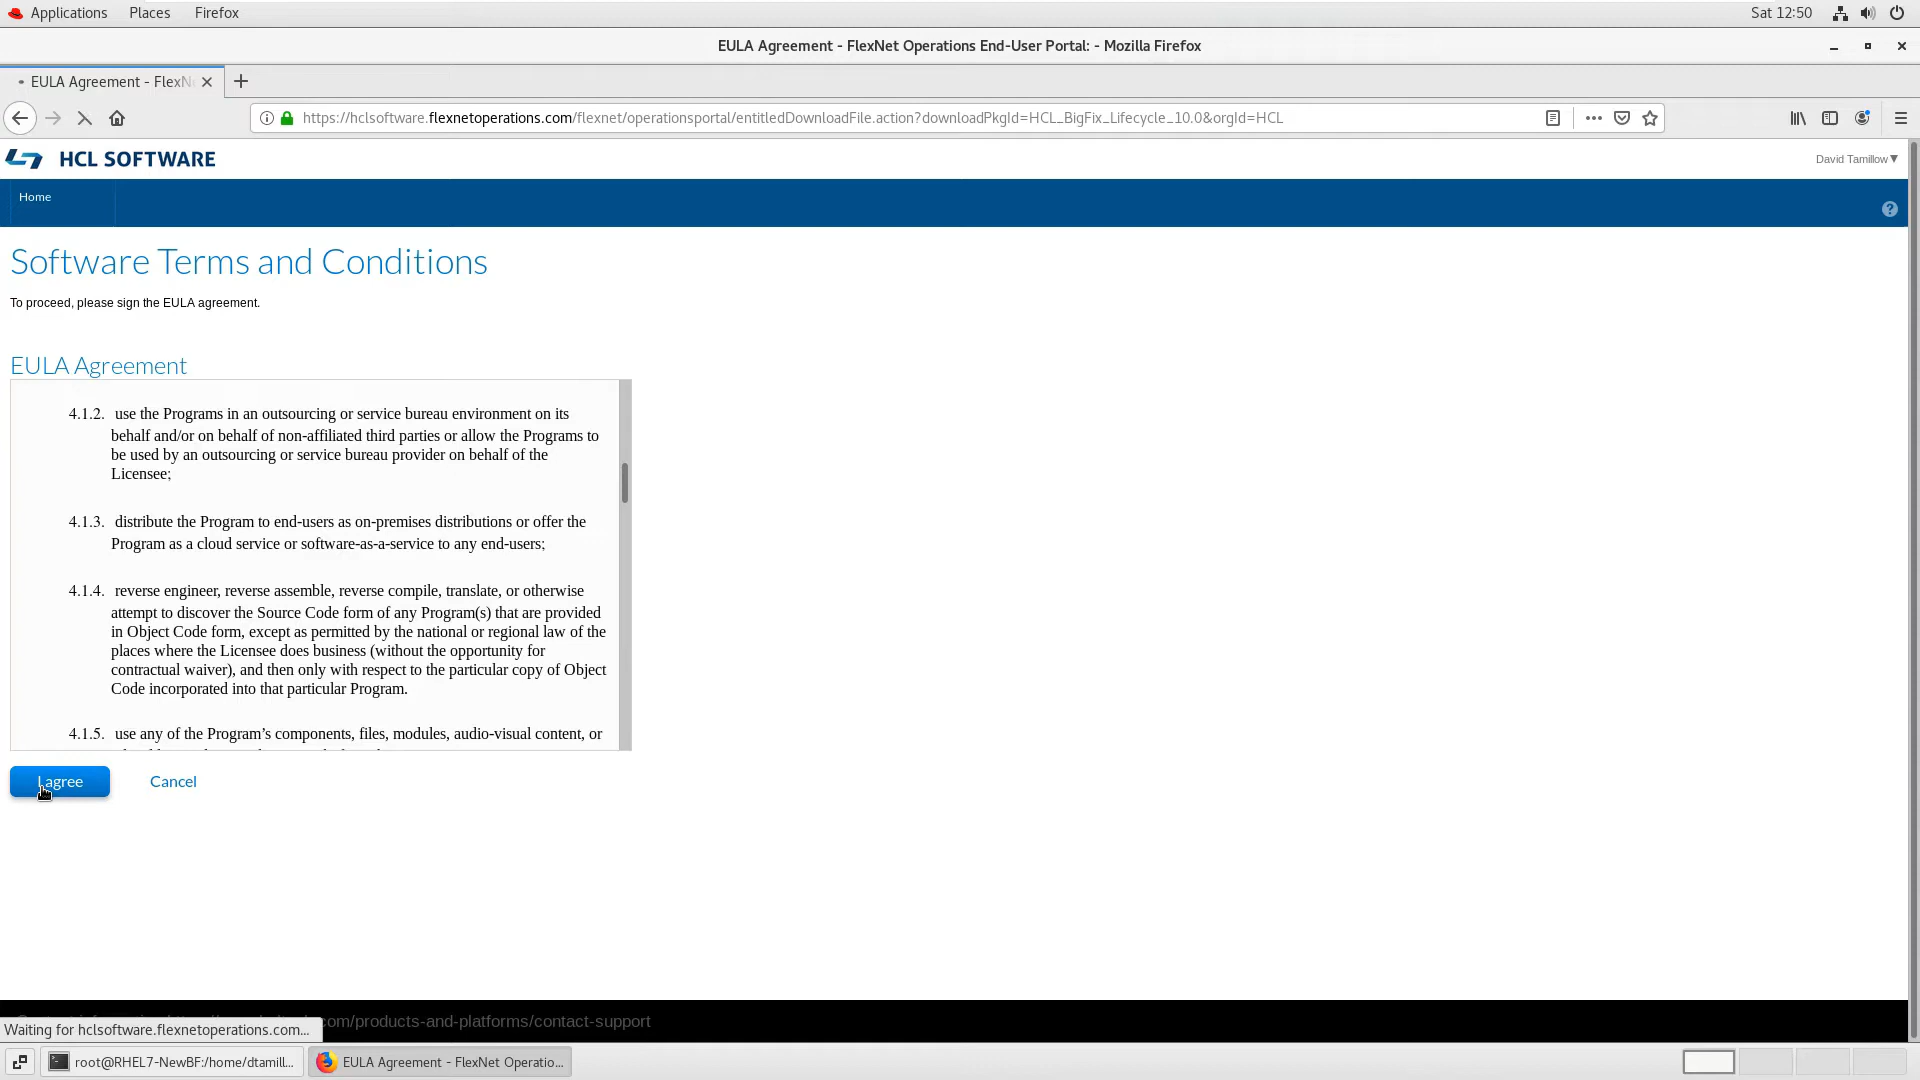 Applications Places Firefox Sat 12:50
EULA Agreement - FlexNet Operations End-User Portal: - Mozilla Firefox
EULA Agreement - FlexN
https://hclsoftware.flexnetoperations.com/flexnet/operationsportal/entitledDownloadFile.action?downloadPkgId=HCL_BigFix_Lifecycle_10.0&orgId=HCL
HCL SOFTWARE
David Tamillow
Home
Software Terms and Conditions
To proceed, please sign the EULA agreement.
EULA Agreement
4.1.2. use the Programs in an outsourcing or service bureau environment on its
behalf and/or on behalf of non-affiliated third parties or allow the Programs to
be used by an outsourcing or service bureau provider on behalf of the
Licensee;
4.1.3. distribute the Program to end-users as on-premises distributions or offer the
Program as a cloud service or software-as-a-service to any end-users;
4.1.4. reverse engineer, reverse assemble, reverse compile, translate, or otherwise
attempt to discover the Source Code form of any Program(s) that are provided
in Object Code form, except as permitted by the national or regional law of the
places where the Licensee does business (without the opportunity for
contractual waiver), and then only with respect to the particular copy of Object
Code incorporated into that particular Program.
4.1.5. use any of the Program's components, files, modules, audio-visual content, or
I agree Cancel
com/products-and-platforms/contact-support
Waiting for hclsoftware.flexnetoperations.com...
root@RHEL7-NewBF:/home/dtamill... EULA Agreement - FlexNet Operatio...